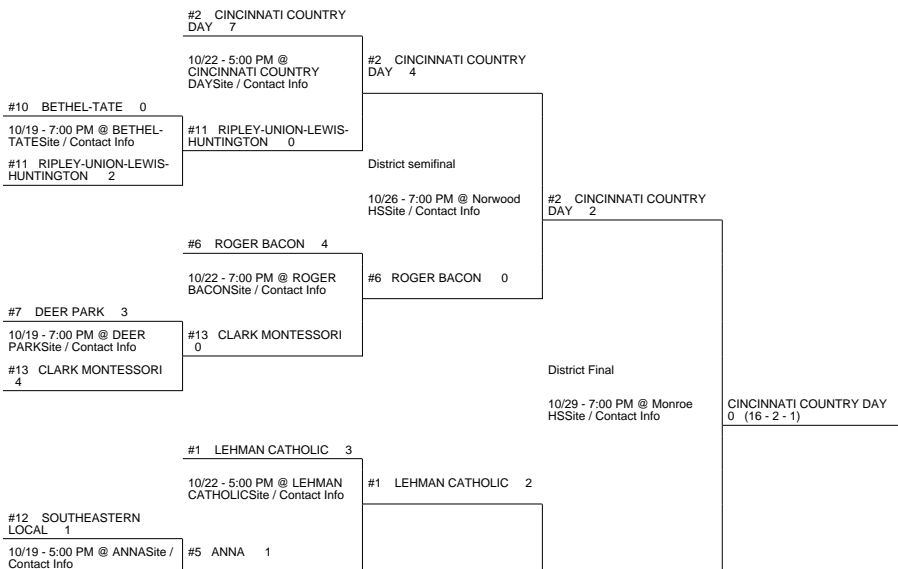 #2 CINCINNATI COUNTRY
DAY 7
10/22 - 5:00 PM @
CINCINNATI COUNTRY
DAYSite / Contact Info
#2 CINCINNATI COUNTRY
DAY 4
#10 BETHEL-TATE 0
10/19 - 7:00 PM @ BETHEL-
TATESite / Contact Info
#11 RIPLEY-UNION-LEWIS-
HUNTINGTON 0
#11 RIPLEY-UNION-LEWIS-
HUNTINGTON 2
District semifinal
10/26 - 7:00 PM @ Norwood
HSSite / Contact Info
#2 CINCINNATI COUNTRY
DAY 2
#6 ROGER BACON 4
10/22 - 7:00 PM @ ROGER
BACONSite / Contact Info
#6 ROGER BACON 0
#7 DEER PARK 3
10/19 - 7:00 PM @ DEER
PARKSite / Contact Info
#13 CLARK MONTESSORI
0
#13 CLARK MONTESSORI
4
District Final
10/29 - 7:00 PM @ Monroe
HSSite / Contact Info
CINCINNATI COUNTRY DAY
0 (16 - 2 - 1)
#1 LEHMAN CATHOLIC 3
10/22 - 5:00 PM @ LEHMAN
CATHOLICSite / Contact Info
#1 LEHMAN CATHOLIC 2
#12 SOUTHEASTERN
LOCAL 1
10/19 - 5:00 PM @ ANNASite /
Contact Info
#5 ANNA 1